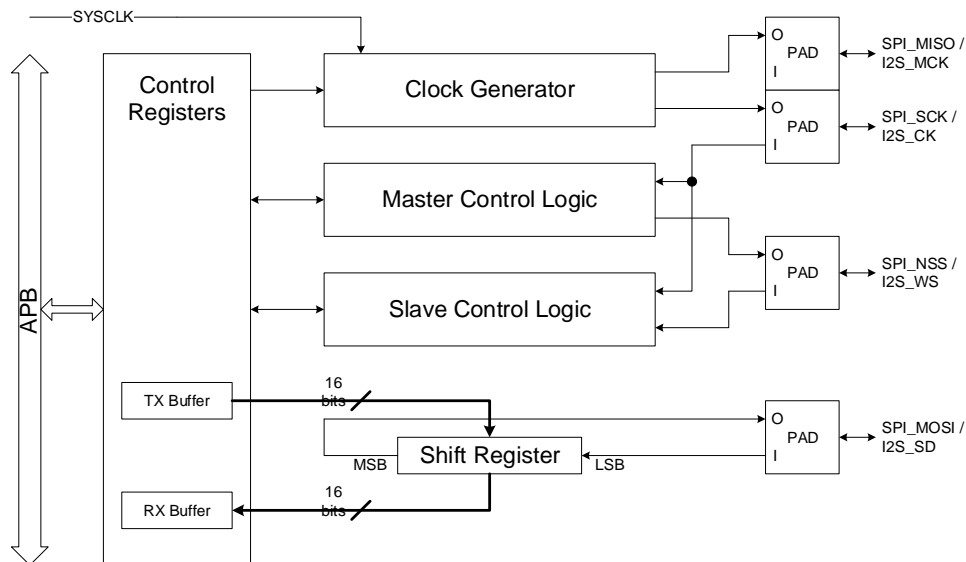 SYSCLK
O
PAD
I
SPI_MISO /
I2S_MCK
Control
Registers
Clock Generator
O
PAD
I
SPI_SCK /
I2S_CK
Master Control Logic
O
PAD
I
SPI_NSS /
I2S_WS
APB
Slave Control Logic
TX Buffer
16
bits
O
PAD
I
SPI_MOSI /
I2S_SD
MSB
Shift Register
LSB
RX Buffer
16
bits